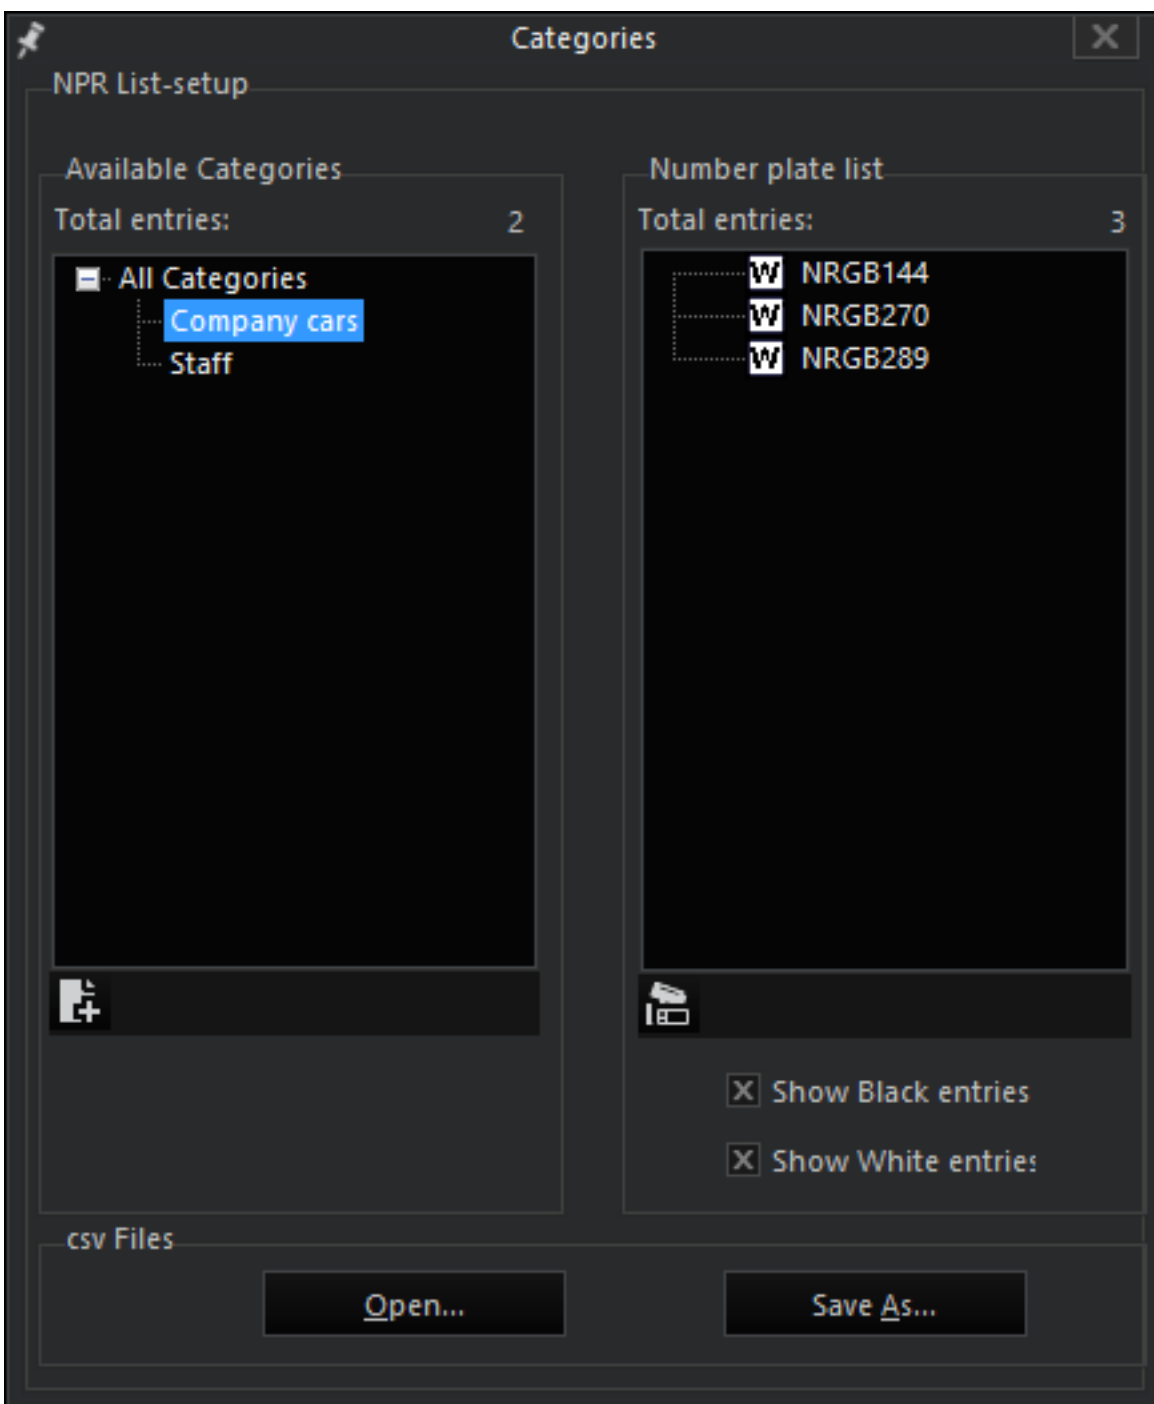 Categories
NPR List-setup
Available Categories
Total entries: 2
All Categories
Company cars
Staff
Number plate list
Total entries: 3
W NRGB144
W NRGB270
W NRGB289
Show Black entries
Show White entries
csv Files
Open...
Save As...